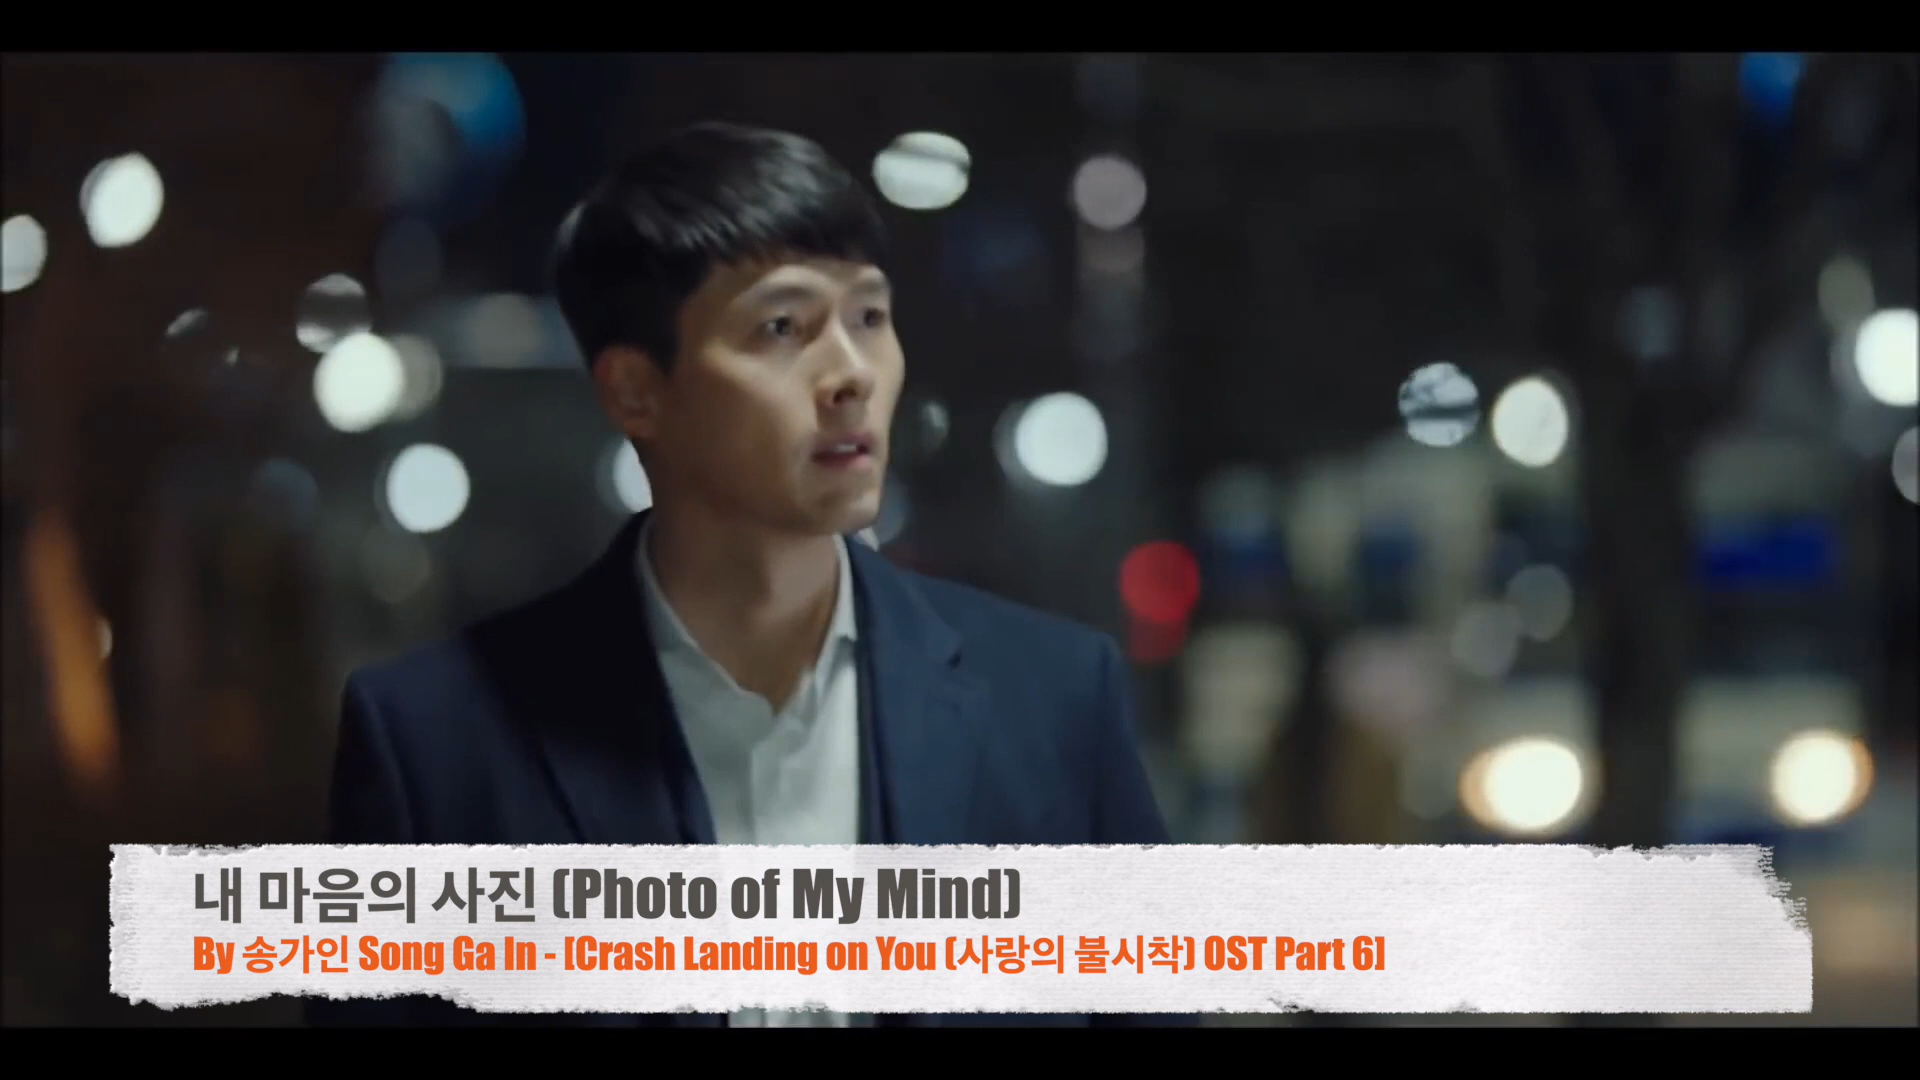 내 마음의 사진 (Photo of My Mind)
By 송가인 Song Ga In - [Crash Landing on You (사랑의 불시착) OST Part 6]